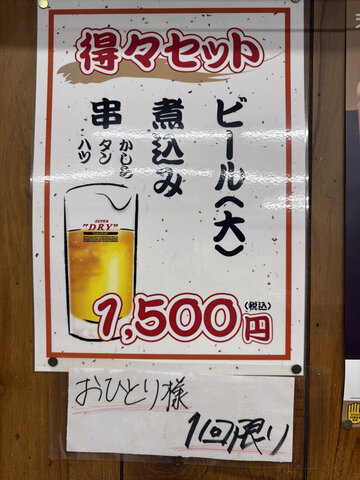 得々セット
ビール(大)
煮込み
串
かしら
タン
ハツ
SUPER
"DRY"
1,500円
(税込)
おひとり様
1回限り